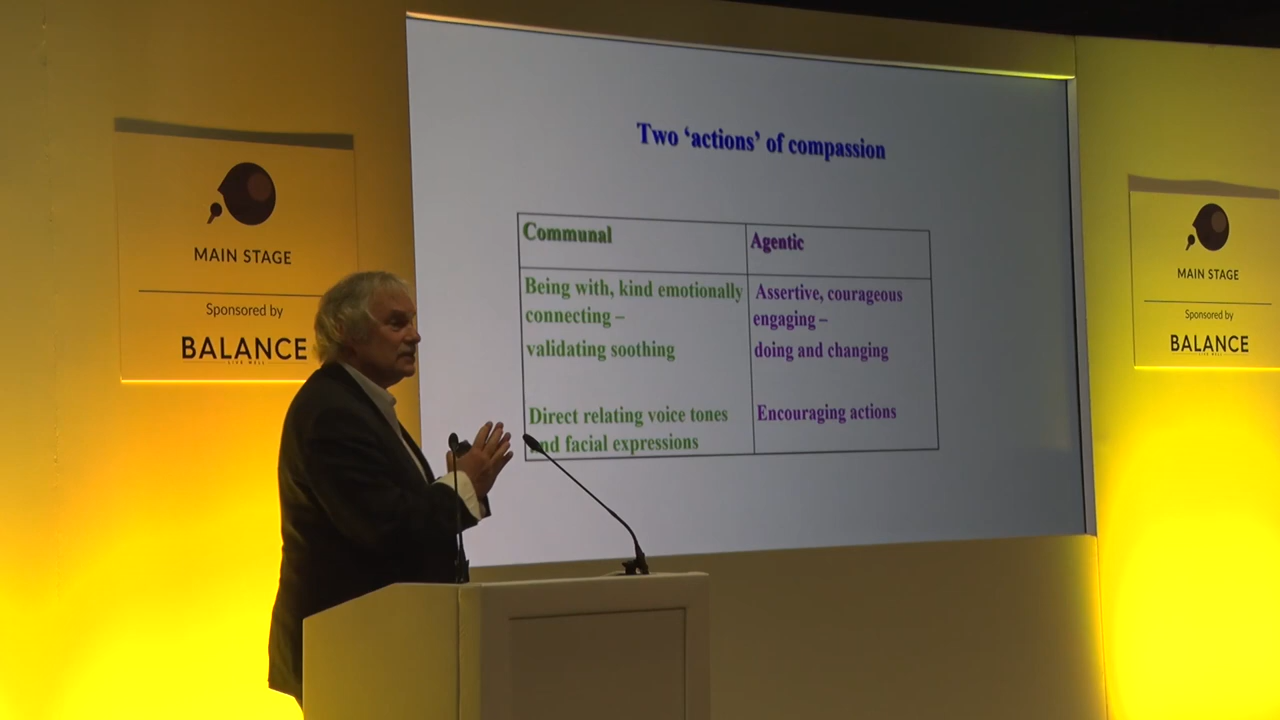 MAIN STAGE
Sponsored by
BALANCE
LIVE WELL
Two ‘actions’ of compassion
Communal
Being with, kind emotionally
connecting –
validating soothing
Direct relating voice tones
and facial expressions
Agentic
Assertive, courageous
engaging –
doing and changing
Encouraging actions
MAIN STAGE
Sponsored by
BALANCE